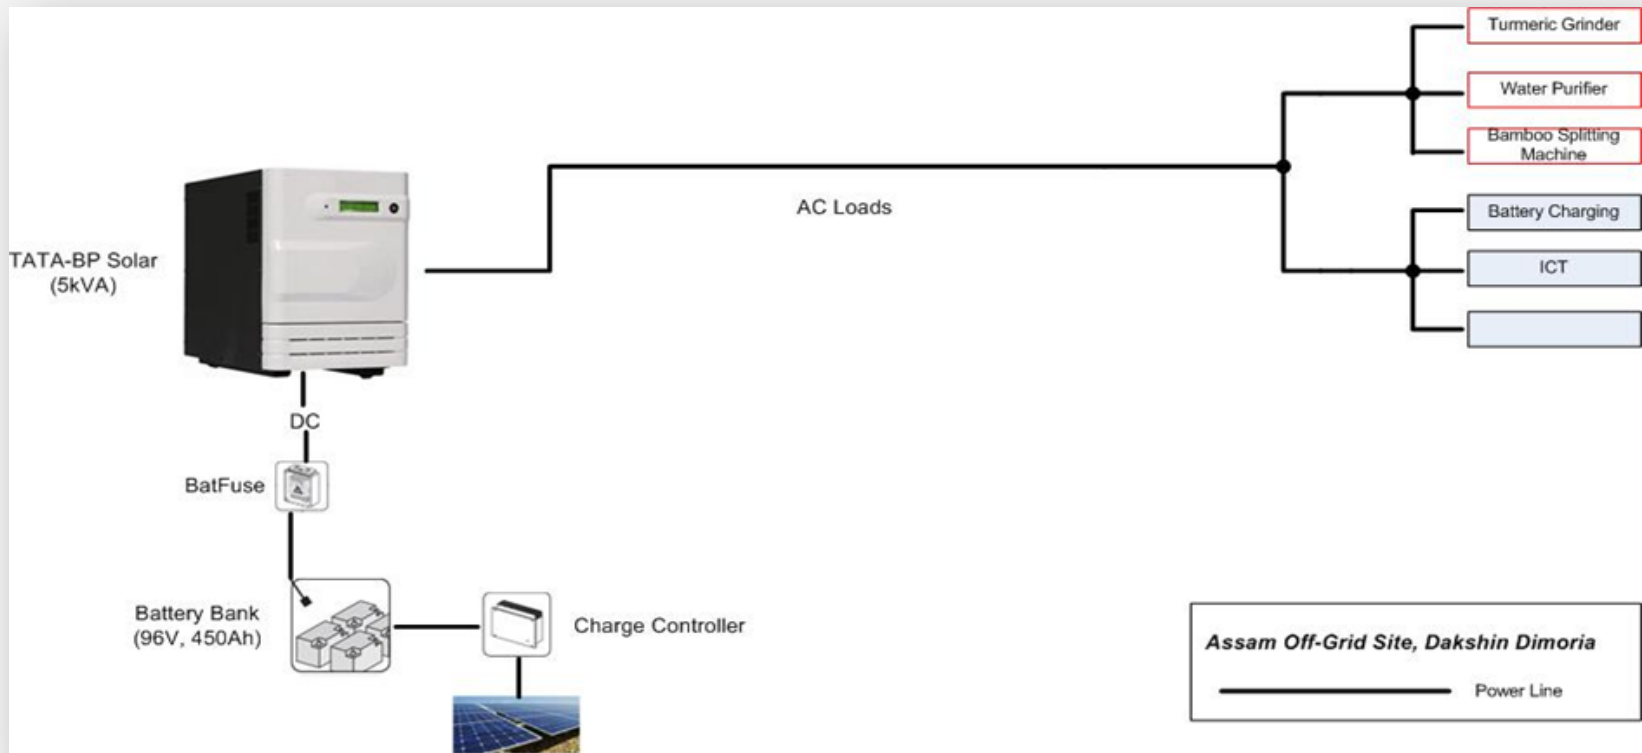 Turmeric Grinder
Water Purifier
Bamboo Splitting
Machine
AC Loads
Battery Charging
TATA-BP Solar
(5kVA)
ICT
DC
BatFuse
Battery Bank
(96V, 450Ah)
Charge Controller
Assam Off-Grid Site, Dakshin Dimoria
Power Line